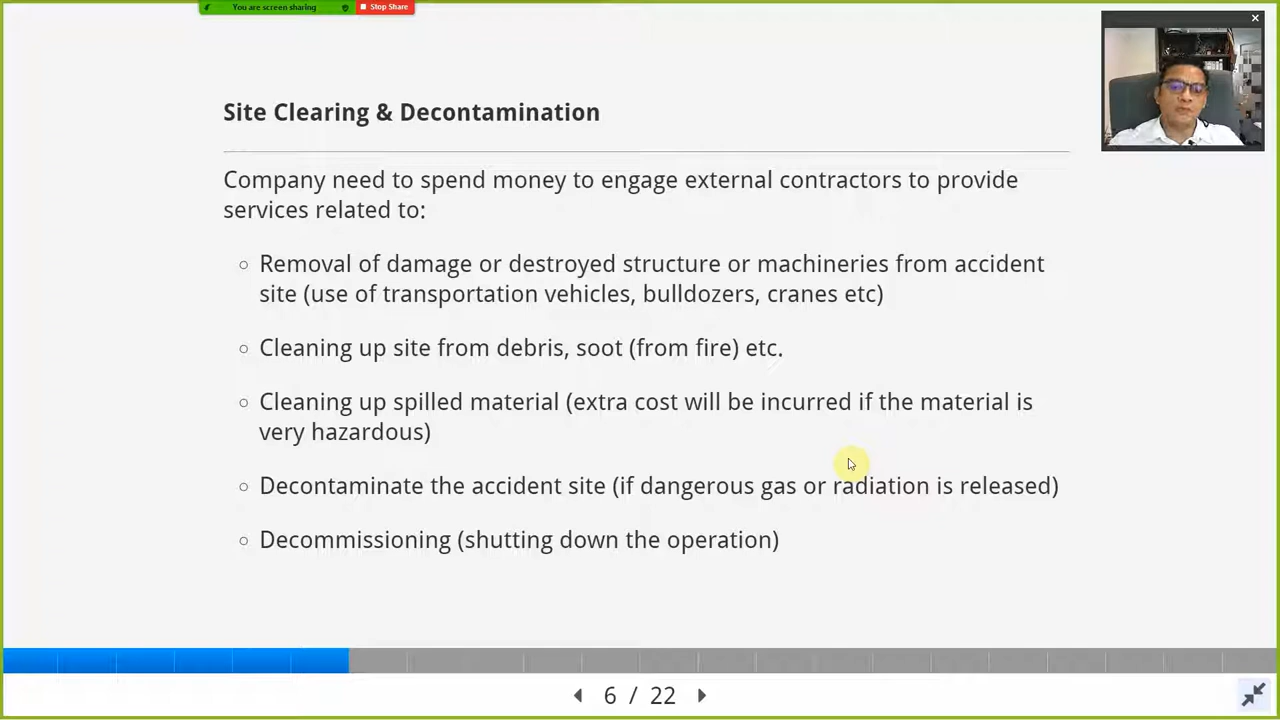 You are screen sharing
Stop Share
Site Clearing & Decontamination
Company need to spend money to engage external contractors to provide
services related to:
Removal of damage or destroyed structure or machineries from accident
site (use of transportation vehicles, bulldozers, cranes etc)
Cleaning up site from debris, soot (from fire) etc.
Cleaning up spilled material (extra cost will be incurred if the material is
very hazardous)
Decontaminate the accident site (if dangerous gas or radiation is released)
Decommissioning (shutting down the operation)
6 / 22